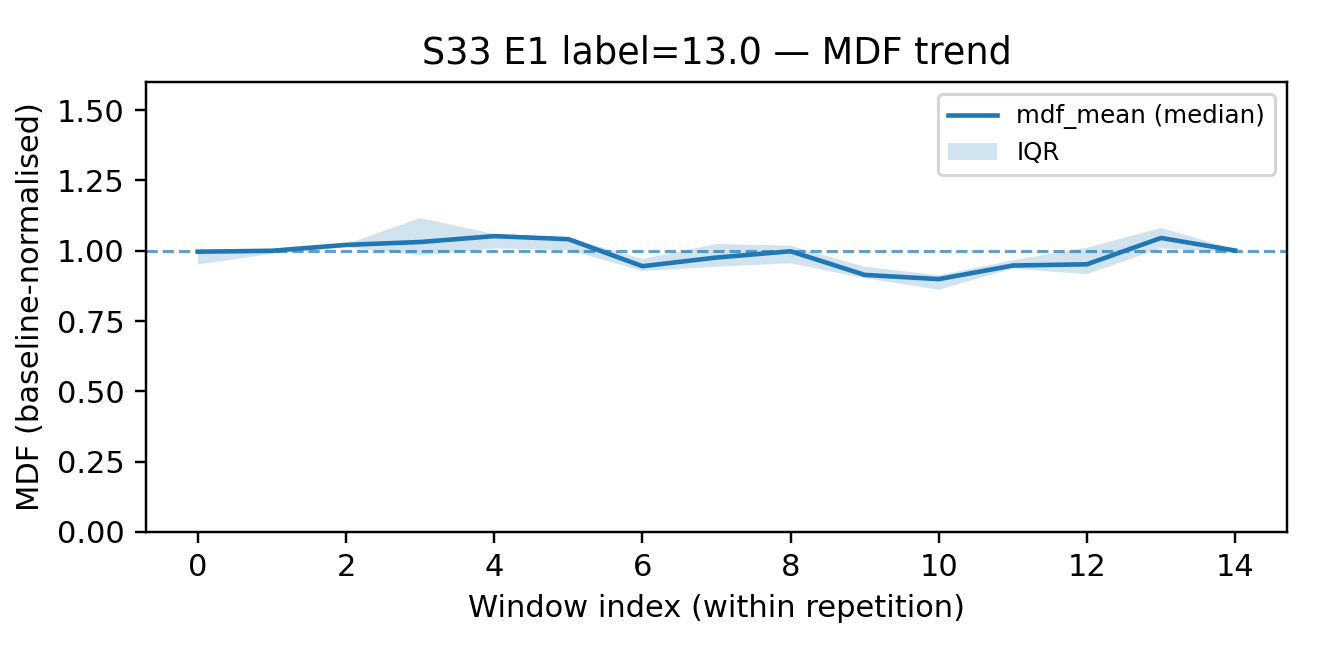 S33 E1 label=13.0 — MDF trend
mdf_mean (median)
IQR
MDF (baseline-normalised)
1.50
1.25
1.00
0.75
0.50
0.25
0.00
0 2 4 6 8 10 12 14
Window index (within repetition)